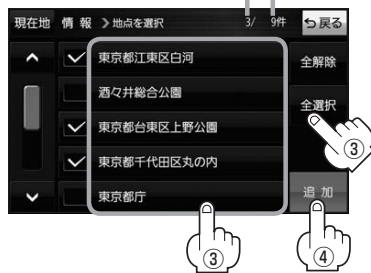 現在地 情報 ❯地点を選択 3/ 9件 戻る
東京都江東区白河 全解除
酒々井総合公園
全選択
東京都台東区上野公園
③
東京都千代田区丸の内
東京都庁 追加
③ ④